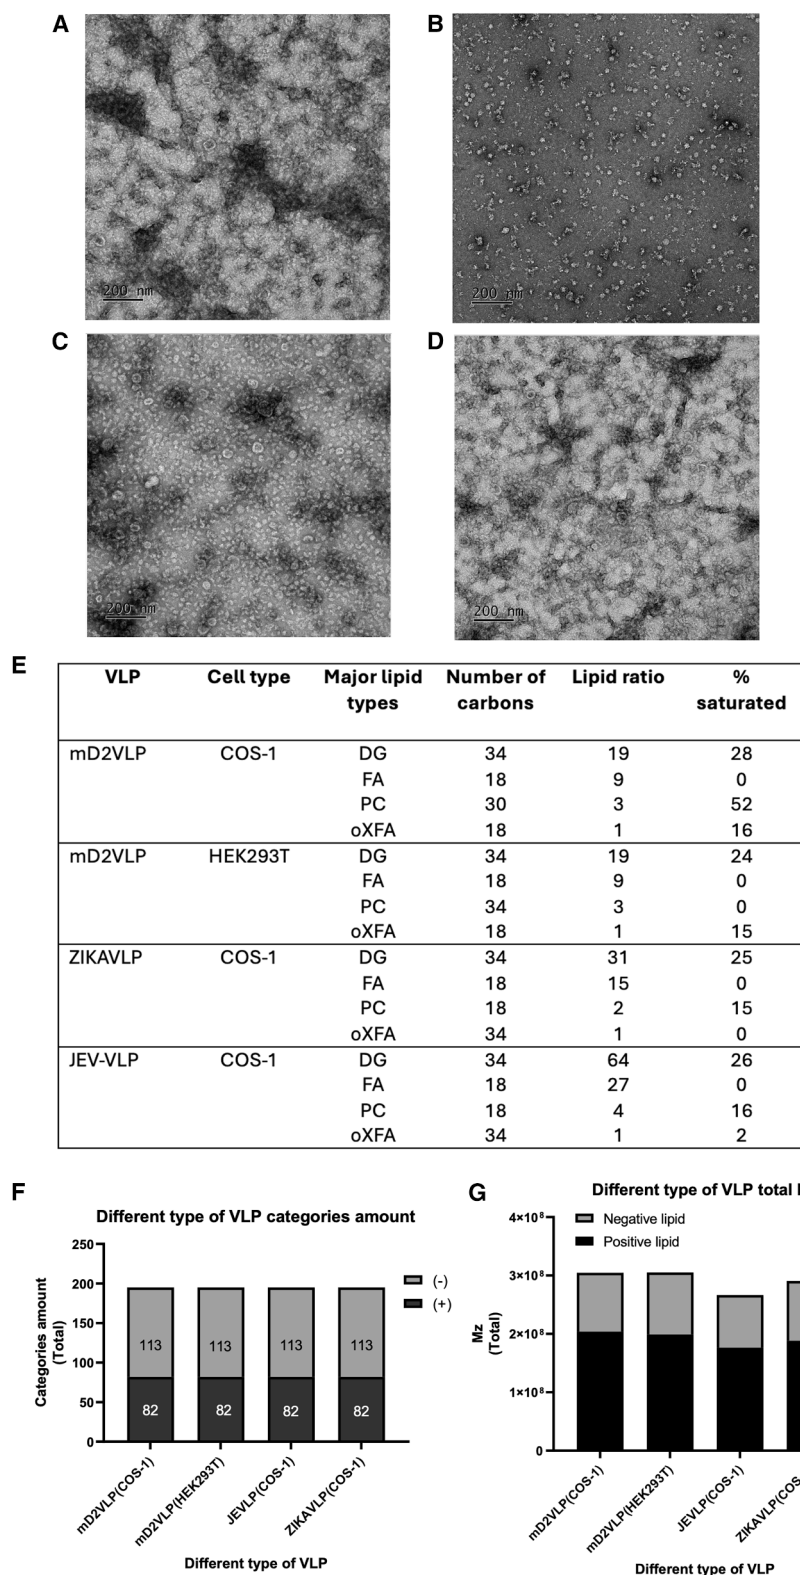 A
B
200 nm
200 nm
C
D
200 nm
200 nm
E
VLP Cell type Major lipid types Number of carbons Lipid ratio % saturated
mD2VLP COS-1 DG 34 19 28
FA 18 9 0
PC 30 3 52
oXFA 18 1 16
mD2VLP HEK293T DG 34 19 24
FA 18 9 0
PC 34 3 0
oXFA 18 1 15
ZIKAVLP COS-1 DG 34 31 25
FA 18 15 0
PC 18 2 15
oXFA 34 1 0
JEV-VLP COS-1 DG 34 64 26
FA 18 27 0
PC 18 4 16
oXFA 34 1 2
F
Different type of VLP categories amount
250
200
150
100
50
0
Categories amount
(Total)
(-)
(+)
113 113 113 113
82 82 82 82
mD2VLP(COS-1)
mD2VLP(HEK293T)
JEVLP(COS-1)
ZIKAVLP(COS-1)
Different type of VLP
G
Different type of VLP total
4×10⁸
3×10⁸
2×10⁸
1×10⁸
0
Mz
(Total)
Negative lipid
Positive lipid
mD2VLP(COS-1)
mD2VLP(HEK293T)
JEVLP(COS-1)
ZIKAVLP(COS
Different type of VLP